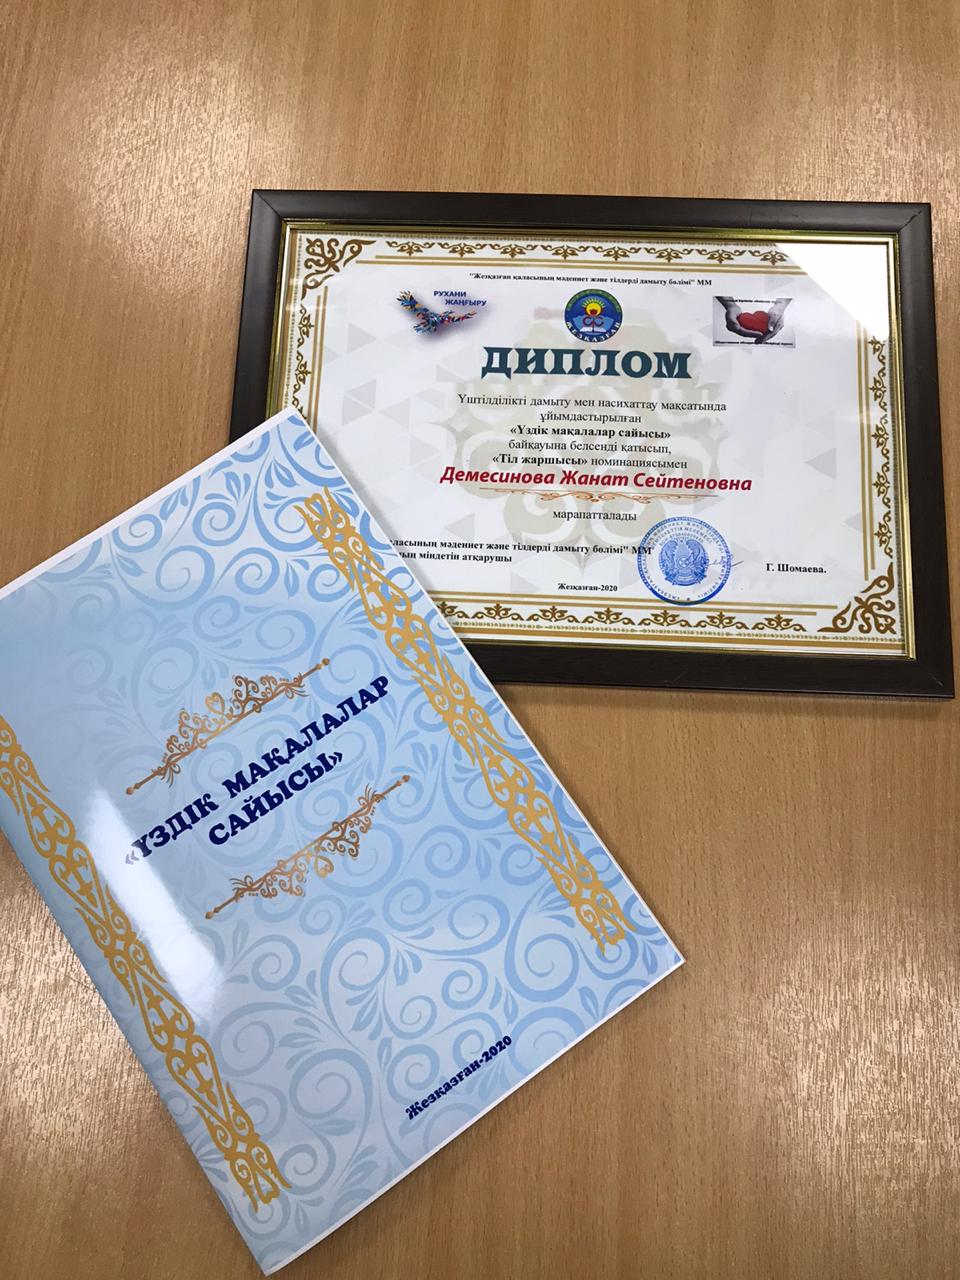 "Жезқазған қаласының мәдениет және тілдерді дамыту бөлімі" ММ
РУХАНИ
ЖАҢҒЫРУ
ЖЕЗКАЗҒАН
ДИПЛОМ
Үштілділікті дамыту мен насихаттау мақсатында
ұйымдастырылған
«Үздік мақалалар сайысы»
байқауына белсенді қатысып,
«Тіл жаршысы» номинациясымен
Демесинова Жанат Сейтеновна
марапатталады
мәдениет және тілдерді дамыту бөлімі" ММ
міндетін атқарушы
Г. Шомаева.
Жезқазған-2020
«ҮЗДІК МАҚАЛАЛАР
САЙЫСЫ»
Жезқазған-2020